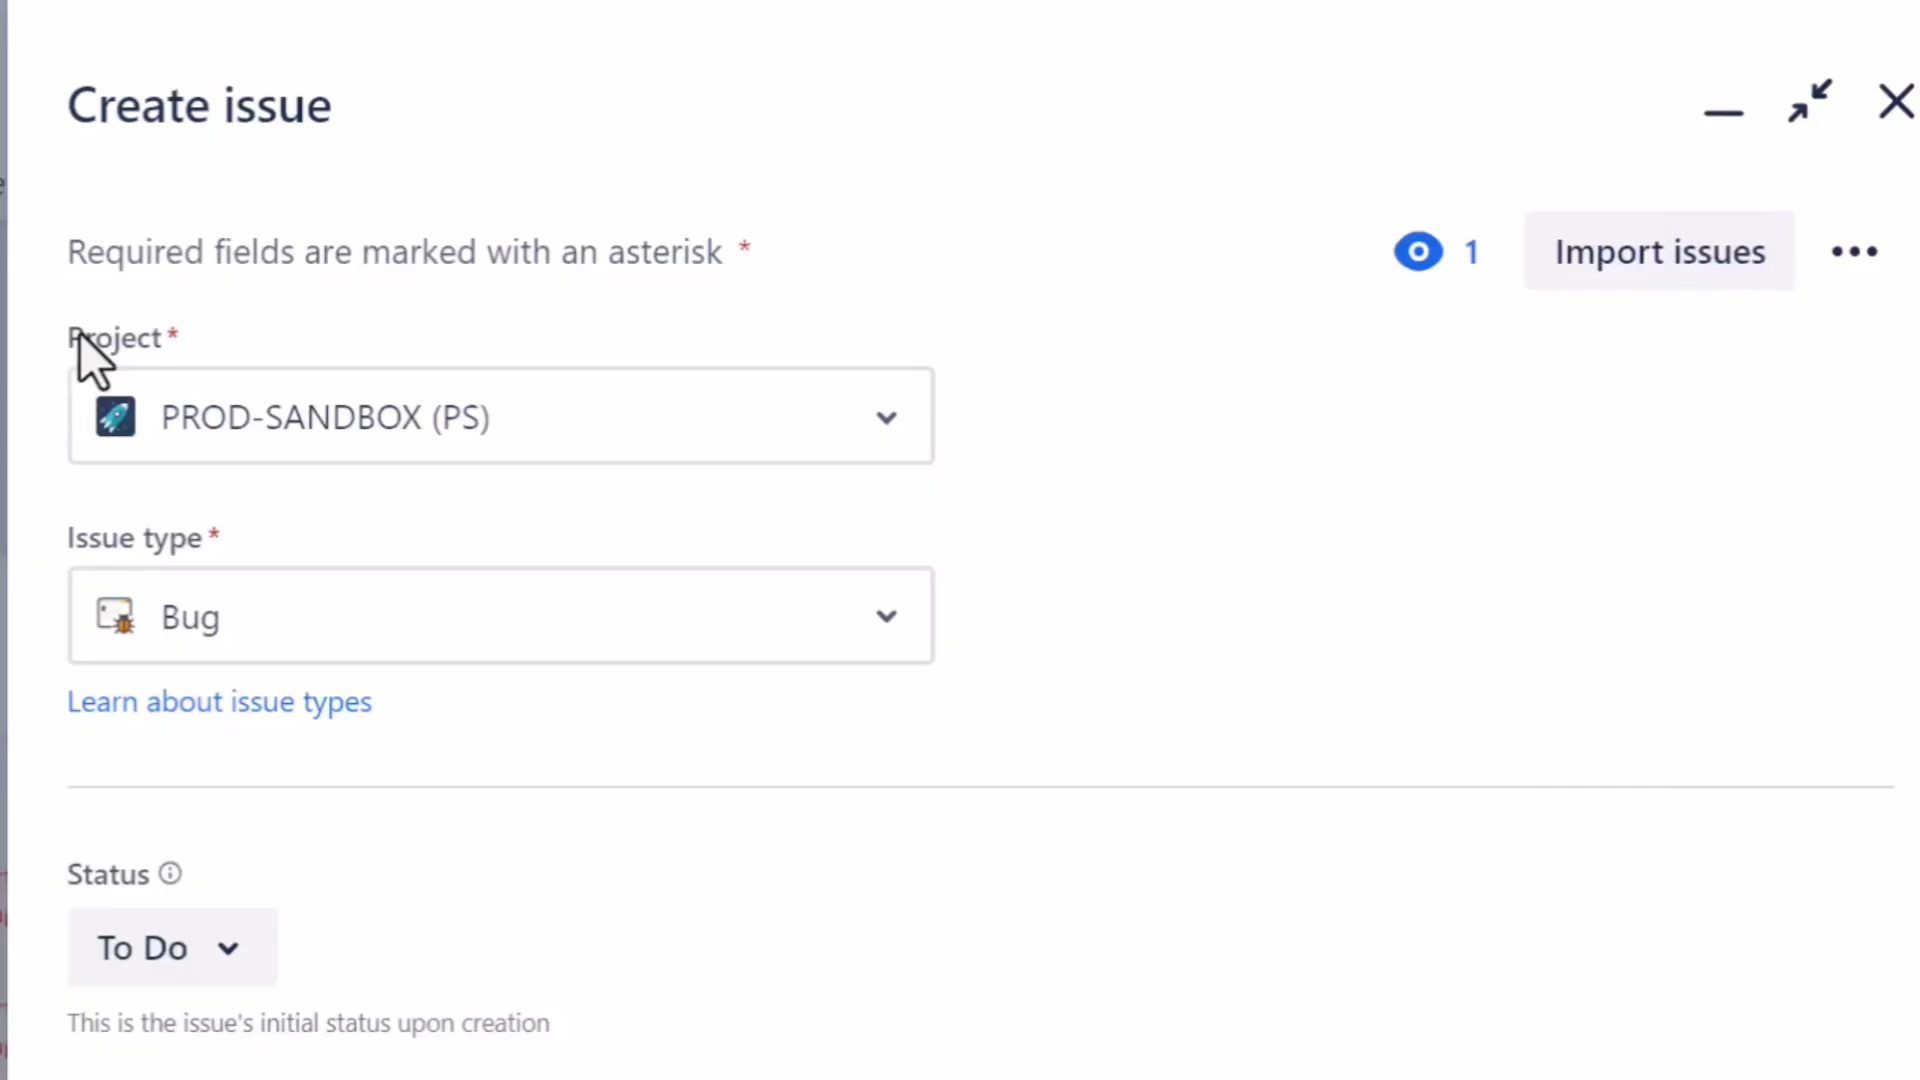 Create issue
Required fields are marked with an asterisk *
1
Import issues
Project *
PROD-SANDBOX (PS)
Issue type *
Bug
Learn about issue types
Status
To Do
This is the issue's initial status upon creation